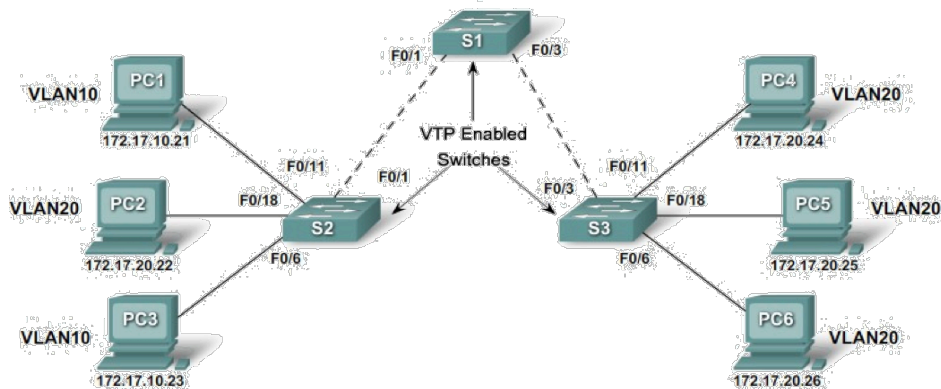 S1
F0/1
F0/3
PC1
VLAN10
172.17.10.21
PC4
VLAN20
172.17.20.24
VTP Enabled
Switches
F0/11
F0/1
F0/18
PC2
VLAN20
172.17.20.22
S2
F0/6
F0/11
F0/3
F0/18
PC5
VLAN20
172.17.20.25
S3
F0/6
PC3
VLAN10
172.17.10.23
PC6
VLAN20
172.17.20.26